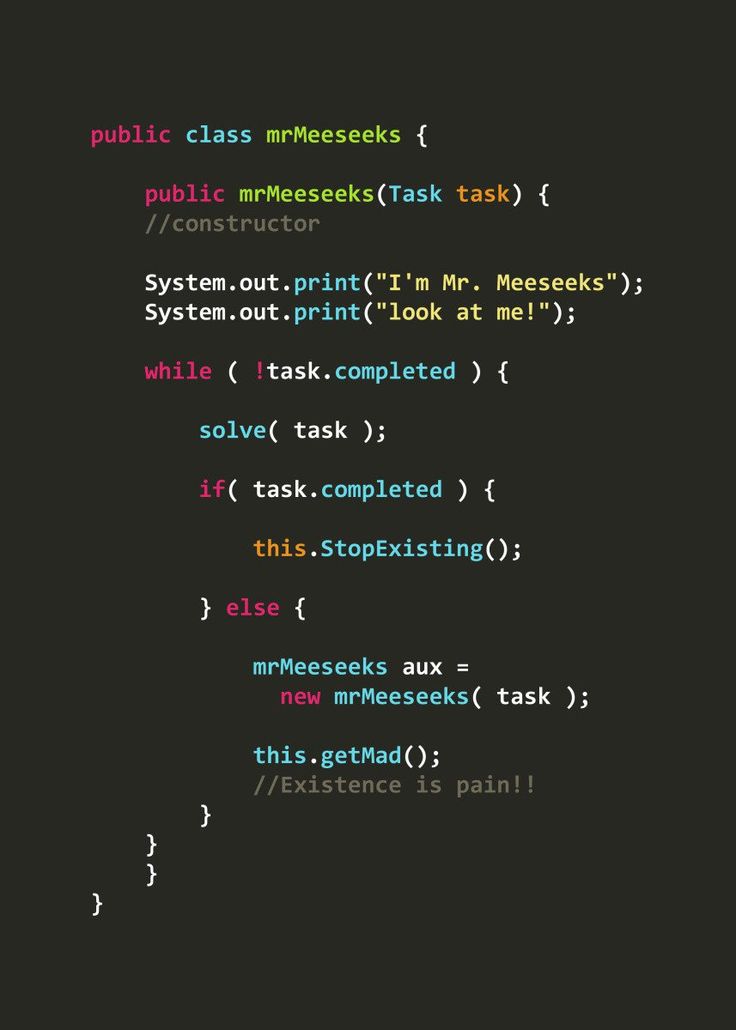 public class mrMeeseeks {
public mrMeeseeks(Task task) {
//constructor
System.out.print("I'm Mr. Meeseeks");
System.out.print("look at me!");
while ( !task.completed ) {
solve( task );
if( task.completed ) {
this.StopExisting();
} else {
mrMeeseeks aux =
new mrMeeseeks( task );
this.getMad();
//Existence is pain!!
}
}
}
}